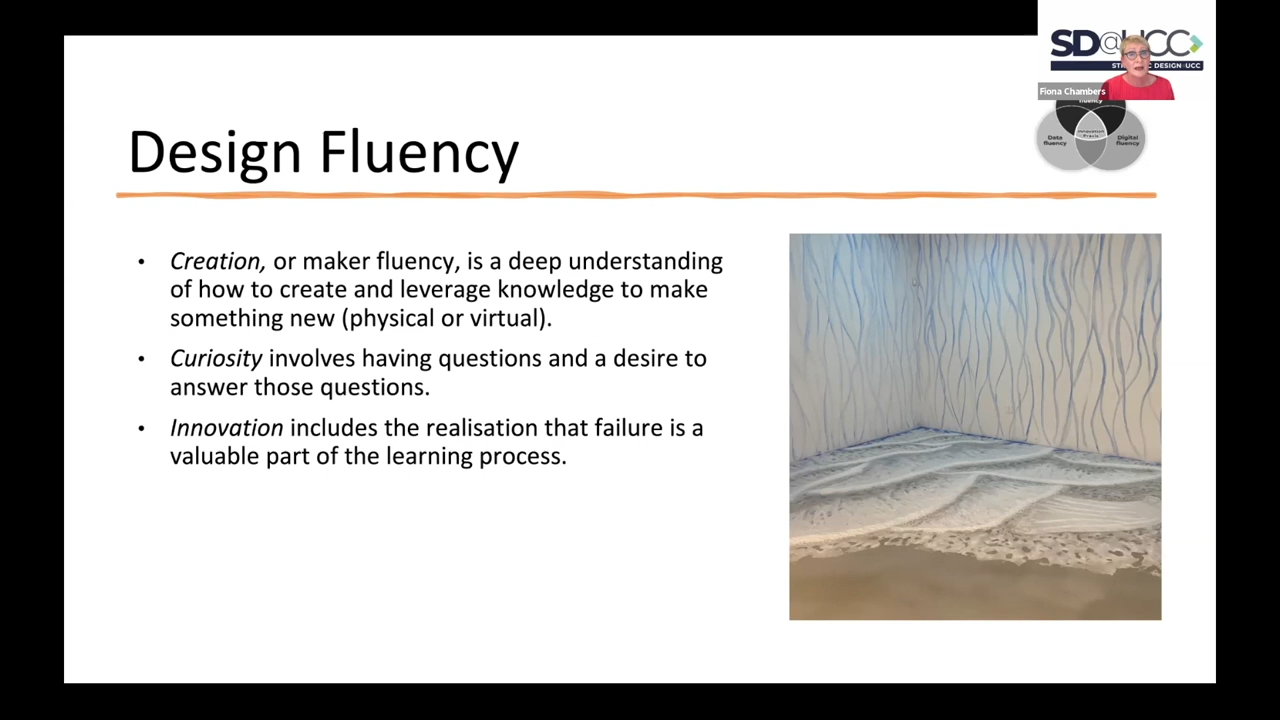 SD@UCC
DESIGN@UCC
Fiona Chambers
fluency
Data
fluency
Innovation
Digital
fluency
Design Fluency
• Creation, or maker fluency, is a deep understanding
of how to create and leverage knowledge to make
something new (physical or virtual).
• Curiosity involves having questions and a desire to
answer those questions.
• Innovation includes the realisation that failure is a
valuable part of the learning process.